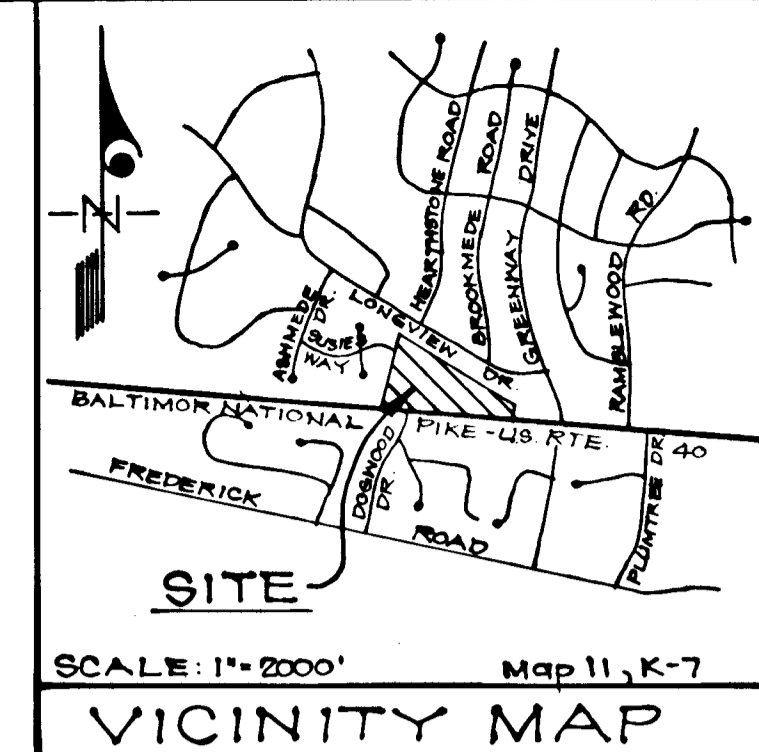 N
HEARTHSTONE ROAD
BROOKMEDE ROAD
GREENWAY DRIVE
RAMBLEWOOD RD.
ASHMEDE DR.
LONGVIEW DR.
SUSIE
WAY
BALTIMOR NATIONAL PIKE - U.S. RTE. 40
DOGWOOD DR.
FREDERICK ROAD
PLUMTREE DR
SITE
SCALE: 1"= 2000'
Map 11, K-7
VICINITY MAP